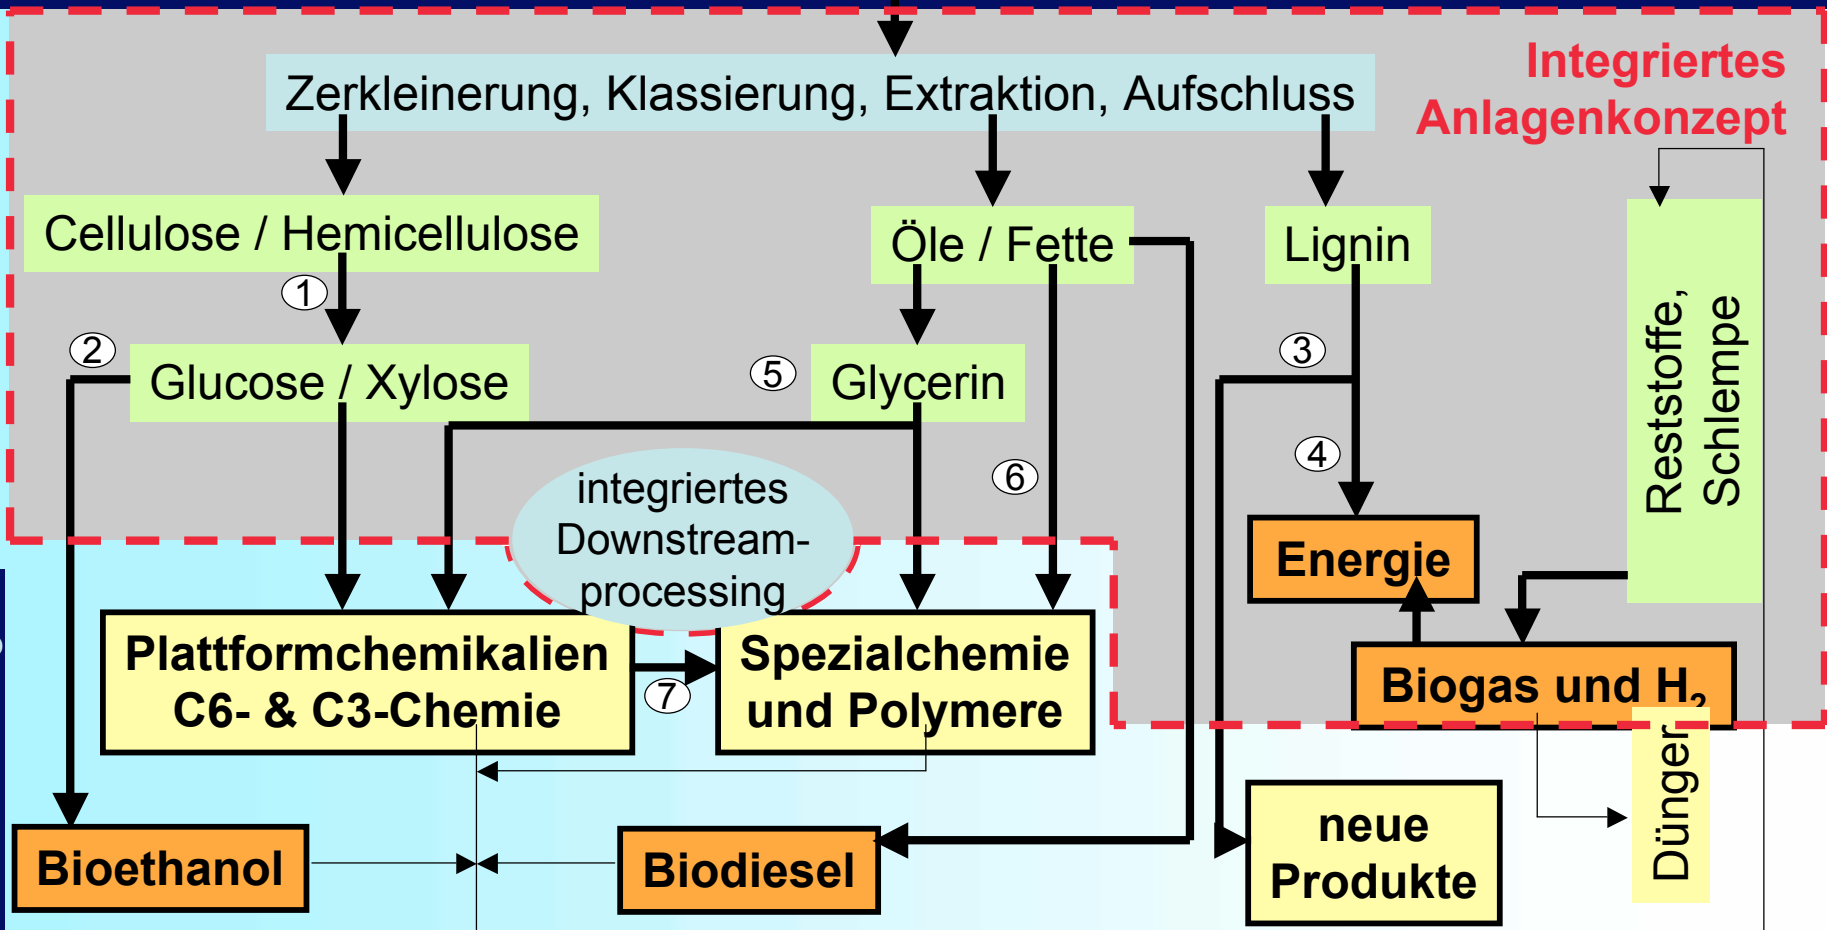 Integriertes
Anlagenkonzept
Zerkleinerung, Klassierung, Extraktion, Aufschluss
Cellulose / Hemicellulose
Öle / Fette
Lignin
1
2
Glucose / Xylose
5
Glycerin
3
4
6
Reststoffe,
Schlempe
integriertes
Downstream-
processing
Energie
Plattformchemikalien
C6- & C3-Chemie
7
Spezialchemie
und Polymere
Biogas und H₂
Dünger
Bioethanol
Biodiesel
neue
Produkte